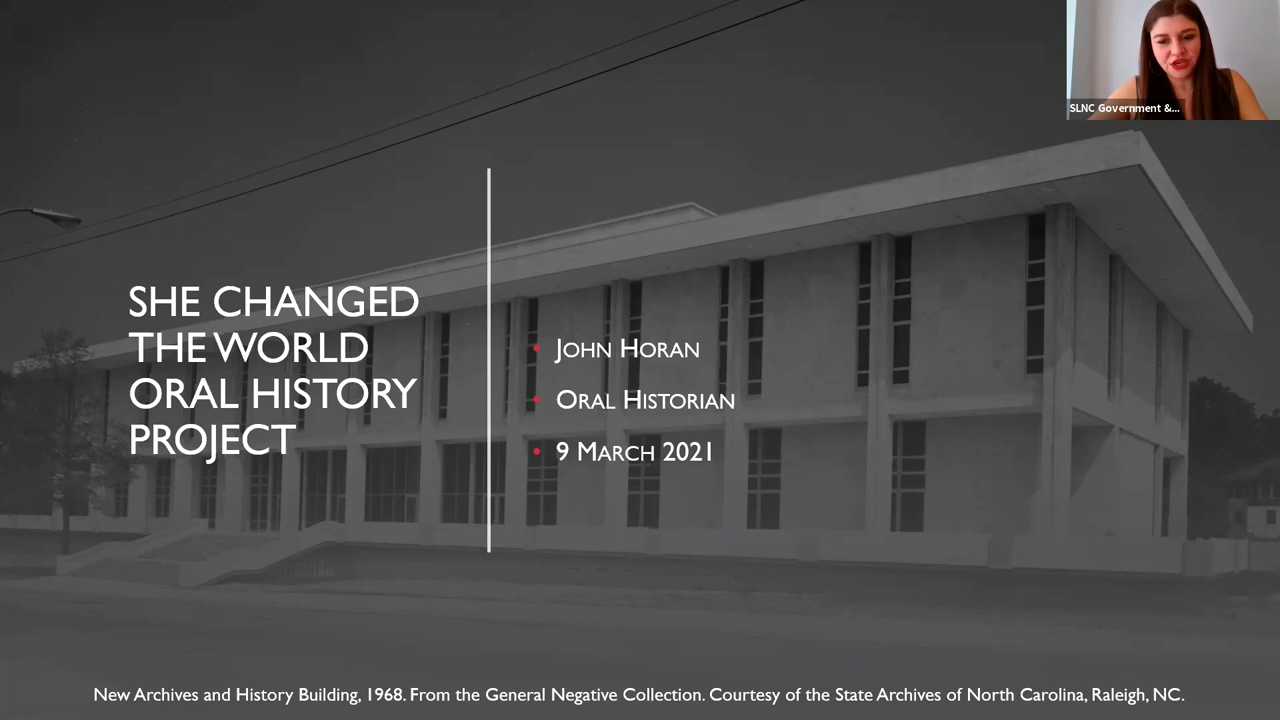 SLNC Government &...
SHE CHANGED
THE WORLD
ORAL HISTORY
PROJECT
• JOHN HORAN
• ORAL HISTORIAN
• 9 MARCH 2021
New Archives and History Building, 1968. From the General Negative Collection. Courtesy of the State Archives of North Carolina, Raleigh, NC.